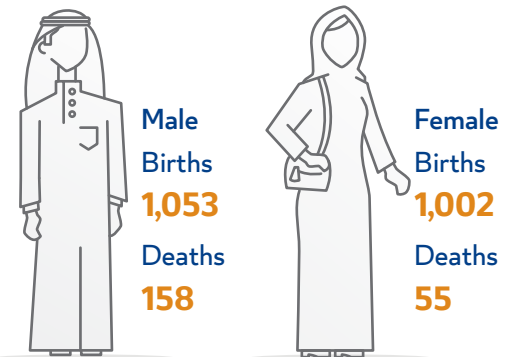 Male
Births
1,053
Deaths
158
Female
Births
1,002
Deaths
55